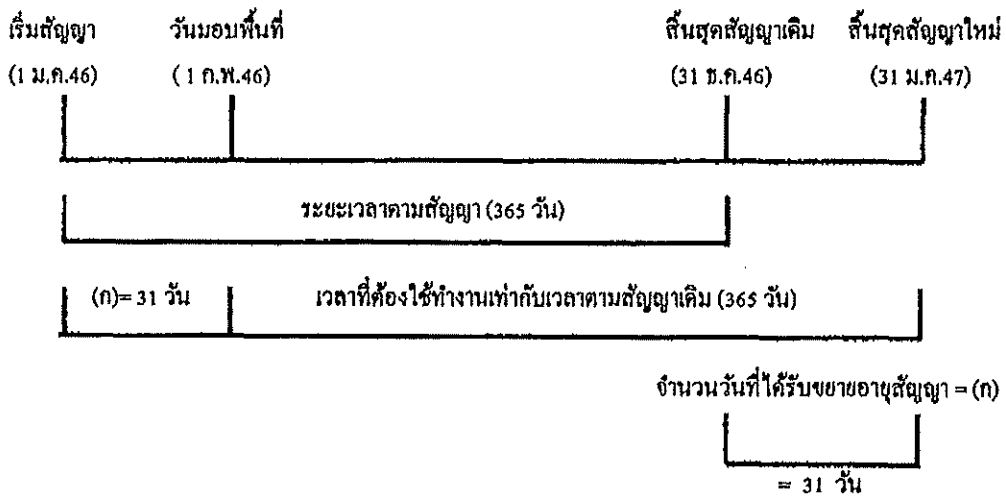 เริ่มสัญญา วันมอบพื้นที่ สิ้นสุดสัญญาเดิม สิ้นสุดสัญญาใหม่
(1 ม.ค.46) ( 1 ก.พ.46) (31 ธ.ค.46) (31 ม.ค.47)
ระยะเวลาตามสัญญา (365 วัน)
(ก)= 31 วัน เวลาที่ต้องใช้ทำงานเท่ากับเวลาตามสัญญาเดิม (365 วัน)
จำนวนวันที่ได้รับขยายอายุสัญญา = (ก)
= 31 วัน